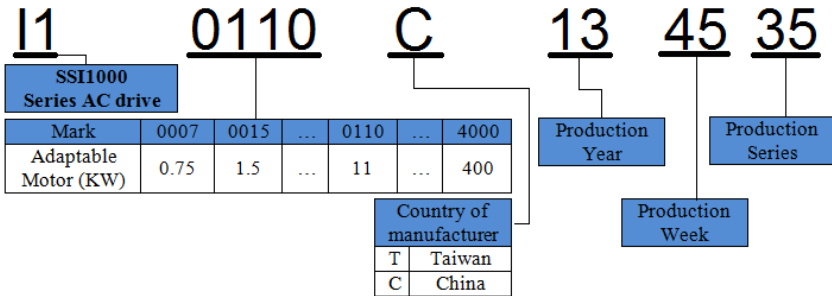 I1 0110 C 13 45 35
SSI1000
Series AC drive
Mark 0007 0015 … 0110 … 4000
Adaptable
Motor (KW) 0.75 1.5 … 11 … 400
Country of
manufacturer
T Taiwan
C China
Production
Year
Production
Week
Production
Series